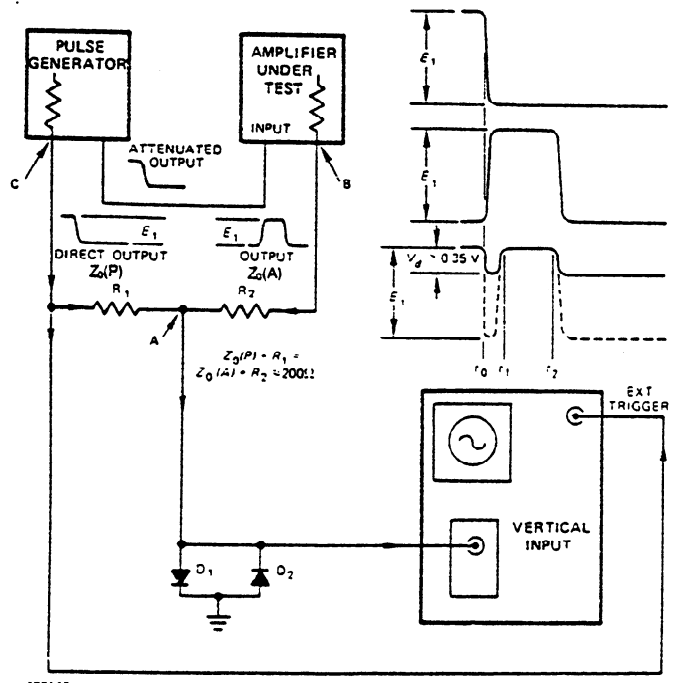 PULSE
GENERATOR
AMPLIFIER
UNDER
TEST
INPUT
ATTENUATED
OUTPUT
C
B
E₁
DIRECT OUTPUT
Z₀(P)
E₁
OUTPUT
Z₀(A)
R₁
R₂
A
Z₀(P) + R₁ =
Z₀(A) + R₂ ≈ 200Ω
E₁
E₁
V_d ≈ 0.35 V
E₁
t₀ t₁ t₂
EXT
TRIGGER
VERTICAL
INPUT
D₁
D₂